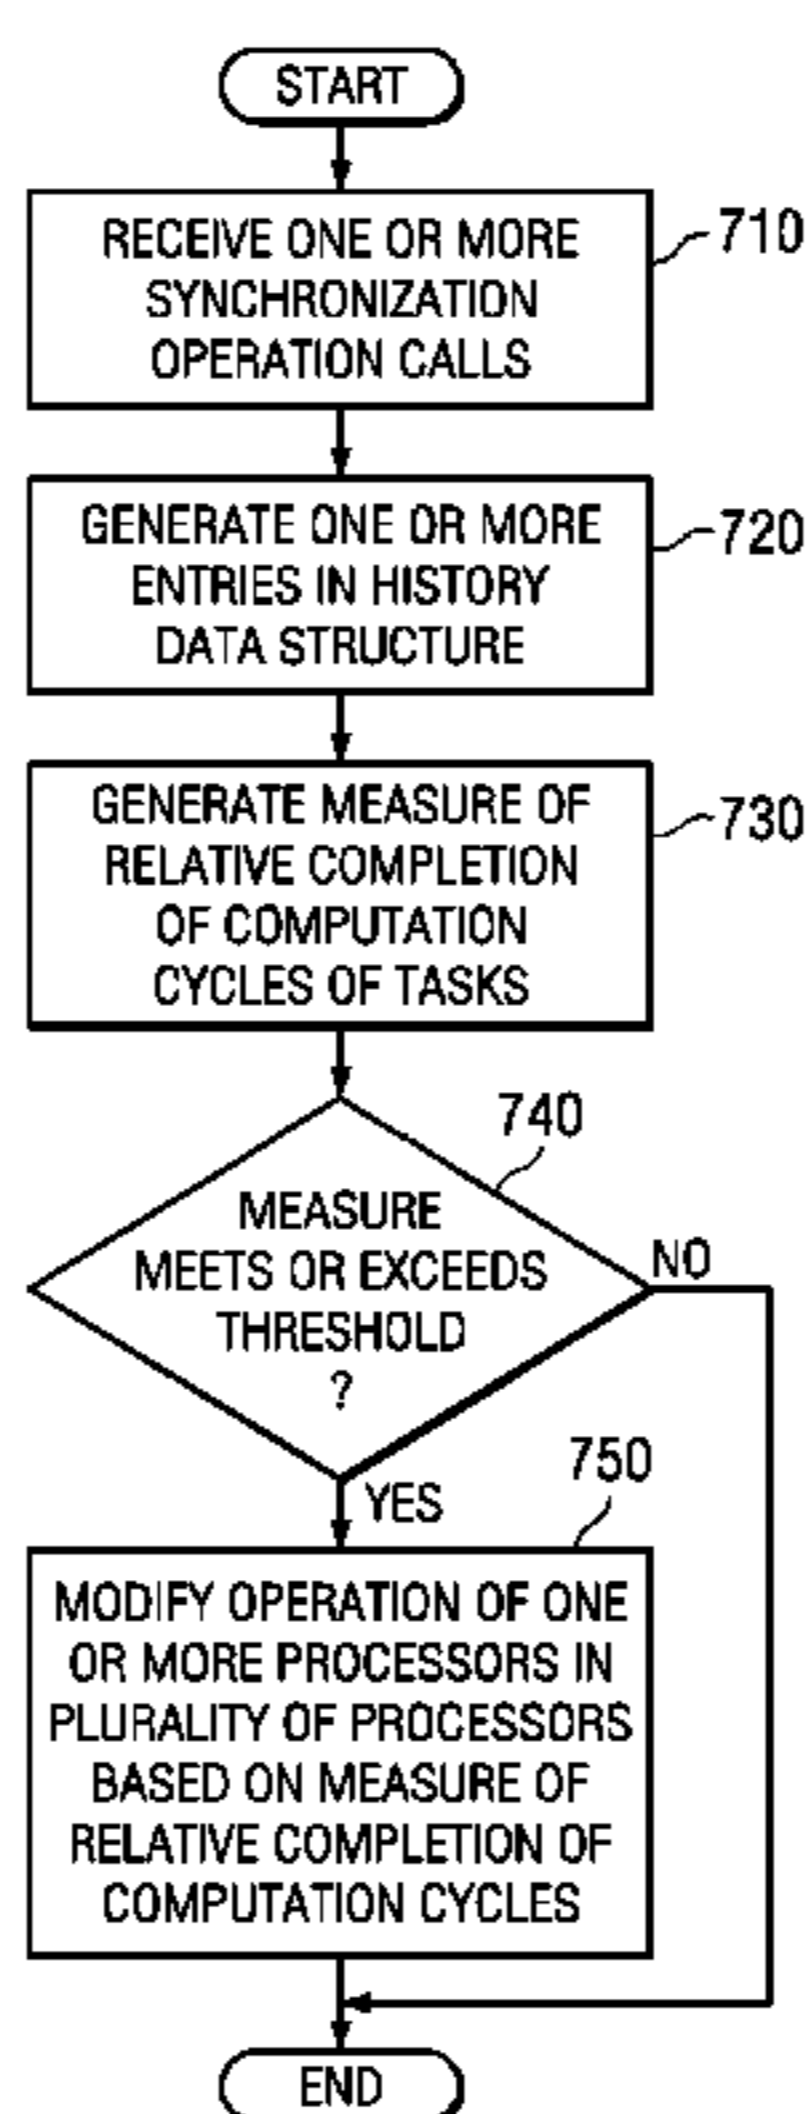 START
RECEIVE ONE OR MORE
SYNCHRONIZATION
OPERATION CALLS
710
GENERATE ONE OR MORE
ENTRIES IN HISTORY
DATA STRUCTURE
720
GENERATE MEASURE OF
RELATIVE COMPLETION
OF COMPUTATION
CYCLES OF TASKS
730
740
MEASURE
MEETS OR EXCEEDS
THRESHOLD
?
NO
YES
750
MODIFY OPERATION OF ONE
OR MORE PROCESSORS IN
PLURALITY OF PROCESSORS
BASED ON MEASURE OF
RELATIVE COMPLETION OF
COMPUTATION CYCLES
END